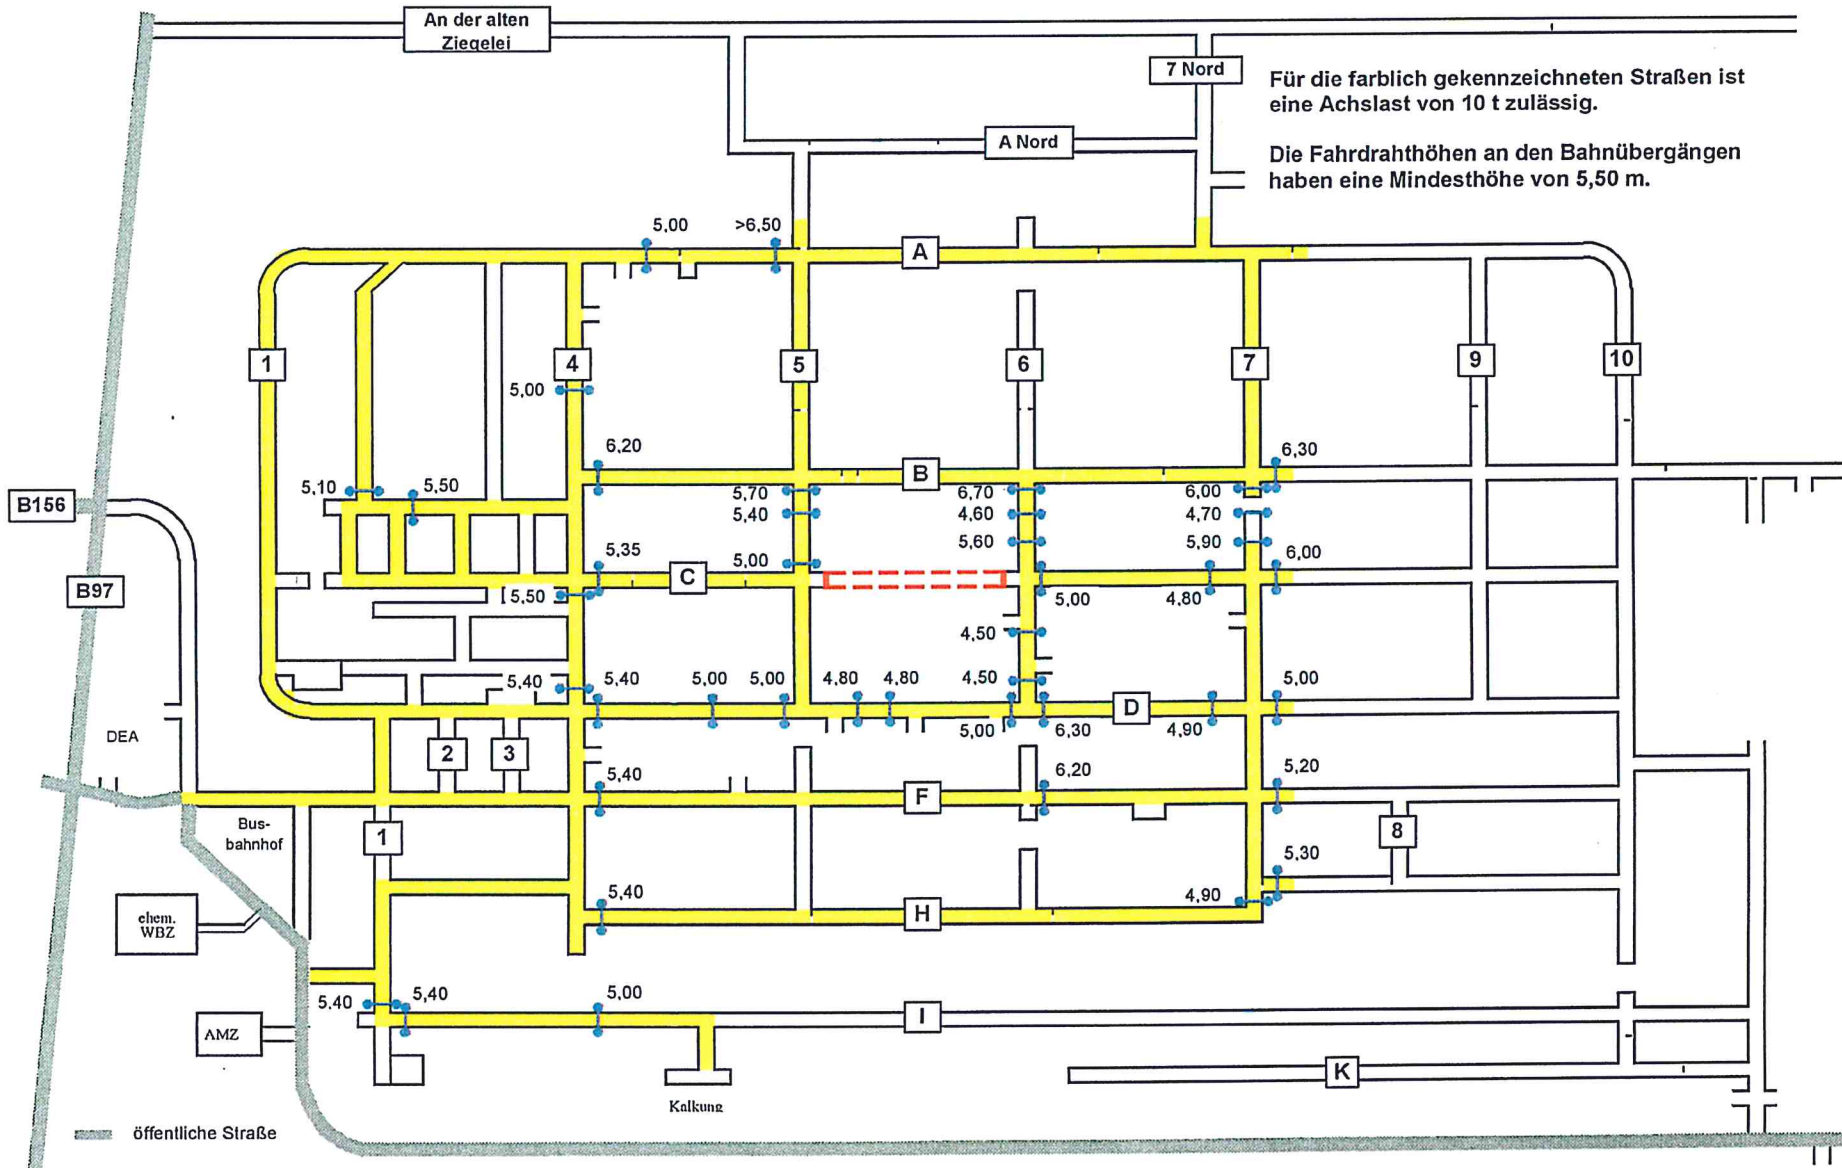 An der alten
Ziegelei
7 Nord
Für die farblich gekennzeichneten Straßen ist
eine Achslast von 10 t zulässig.
A Nord
Die Fahrdrahthöhen an den Bahnübergängen
haben eine Mindesthöhe von 5,50 m.
5,00
>6,50
A
1
4
5
6
7
9
10
5,00
6,20
6,30
B
5,10
5,50
5,70
6,70
6,00
B156
5,40
4,60
4,70
5,60
5,90
5,35
5,00
6,00
C
B97
5,50
5,00
4,80
4,50
5,40
5,40
5,00
5,00
4,80
4,80
4,50
5,00
D
5,00
6,30
4,90
DEA
2
3
5,40
6,20
5,20
F
Bus-
bahnhof
1
8
5,30
5,40
4,90
ehem.
WBZ
H
5,40
5,40
5,00
I
AMZ
K
Kalkung
öffentliche Straße